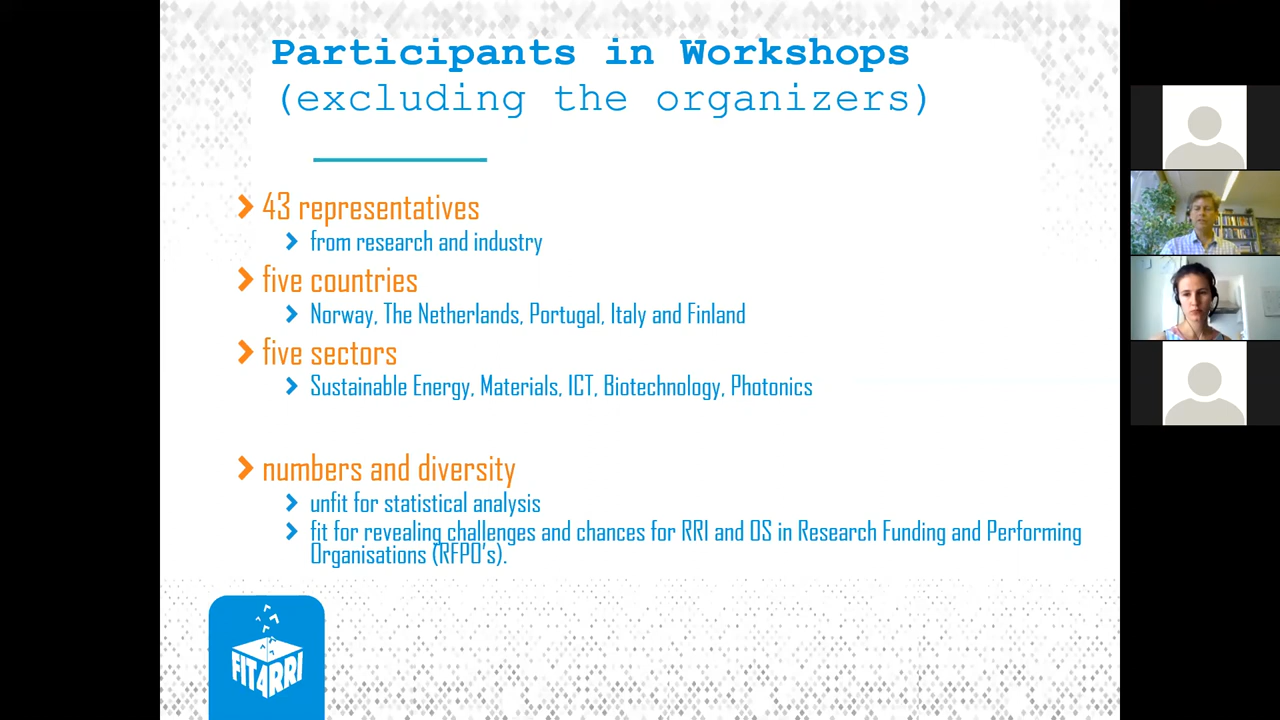 Participants in Workshops
(excluding the organizers)
43 representatives
from research and industry
five countries
Norway, The Netherlands, Portugal, Italy and Finland
five sectors
Sustainable Energy, Materials, ICT, Biotechnology, Photonics
numbers and diversity
unfit for statistical analysis
fit for revealing challenges and chances for RRI and OS in Research Funding and Performing
Organisations (RFPO's).
FIT4RRI